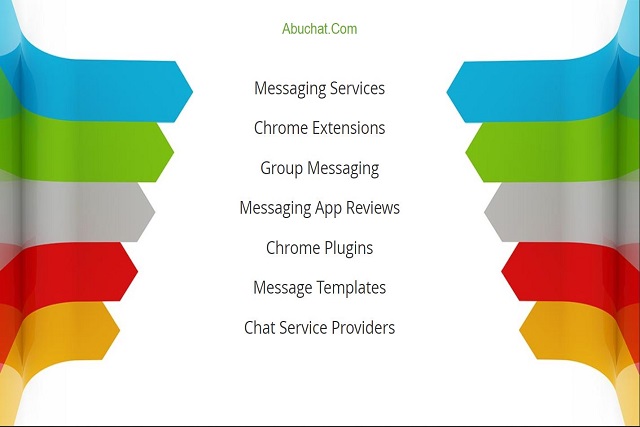 Abuchat.Com
Messaging Services
Chrome Extensions
Group Messaging
Messaging App Reviews
Chrome Plugins
Message Templates
Chat Service Providers